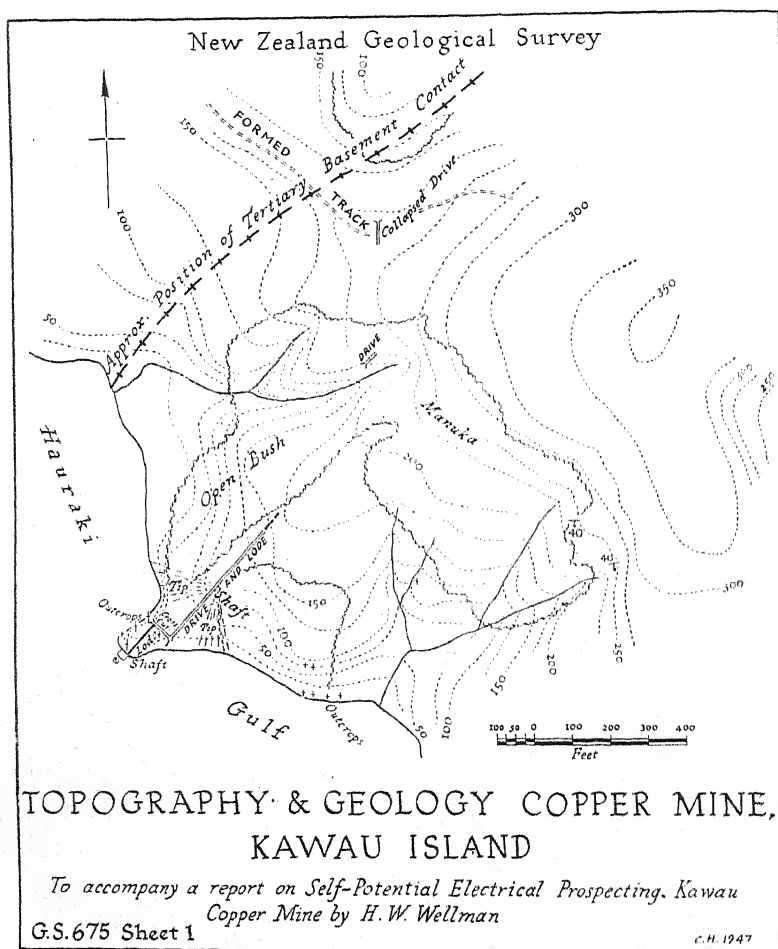 New Zealand Geological Survey
150
100
150
FORMED
TRACK
Approx. Position of Tertiary Basement Contact
Collapsed Drive
100
50
300
350
300
250
DRIVE
Manuka
Open Bush
200
Hauraki
40
40
300
Tip
Shaft
DRIVE AND LODE
Outcrops
Lode
Tip
Shaft
150
100
50
Outcrops
Gulf
50
100
150
200
250
100 50 0 100 200 300 400
Feet
TOPOGRAPHY & GEOLOGY COPPER MINE,
KAWAU ISLAND
To accompany a report on Self-Potential Electrical Prospecting. Kawau
Copper Mine by H. W. Wellman
G.S.675 Sheet 1
C.H. 1947